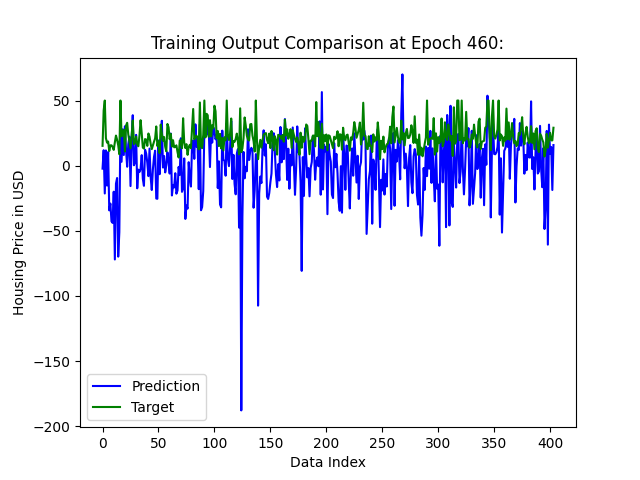 Training Output Comparison at Epoch 460:
Housing Price in USD
50
0
−50
−100
−150
−200
Prediction
Target
0 50 100 150 200 250 300 350 400
Data Index